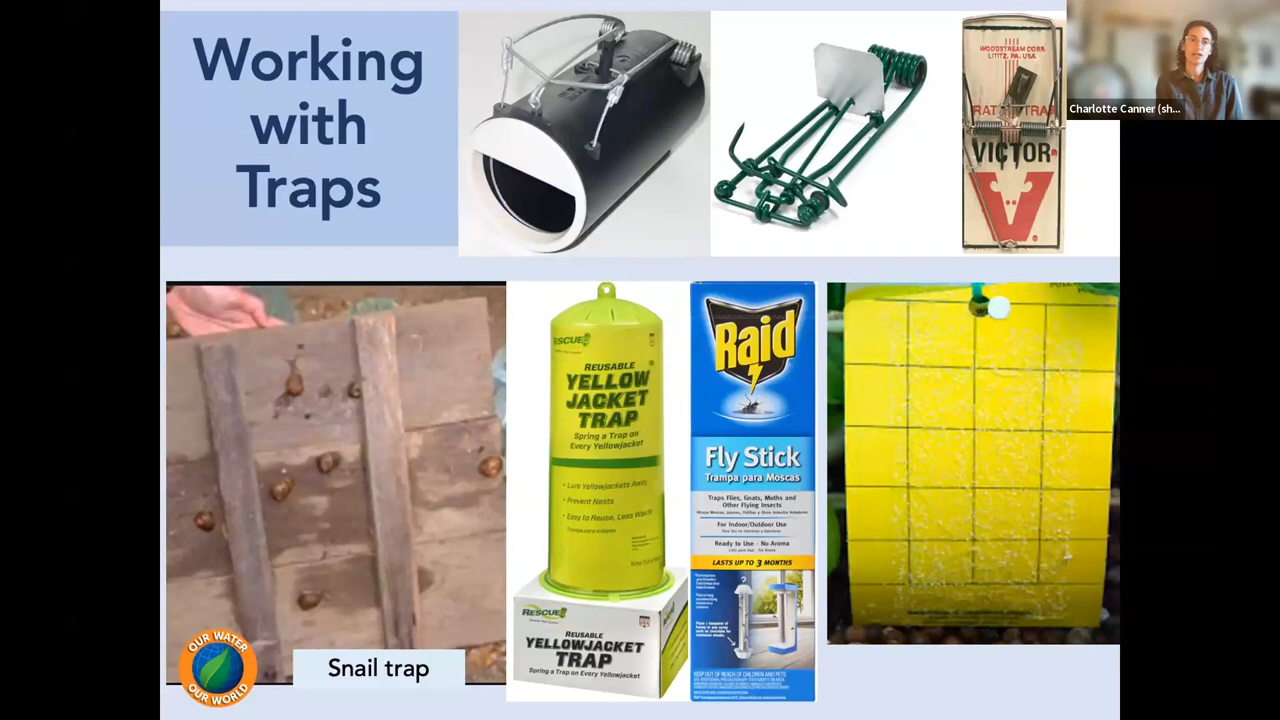 Working
with
Traps
WOODSTREAM CORP.
LITITZ, PA. USA
RAT TRAP
VICTOR
Charlotte Canner (sh...
RESCUE
REUSABLE
YELLOW
JACKET
TRAP
Spring a Trap on
Every Yellowjacket
• Lure Yellowjackets Away
• Prevent Nests
• Easy to Reuse, Less Waste
RESCUE!
REUSABLE
YELLOWJACKET
TRAP
Spring a Trap on Every Yellowjacket
Raid
Fly Stick
Trampa para Moscas
Traps Flies, Gnats, Moths and
Other Flying Insects
For Indoor/Outdoor Use
Ready to Use - No Aroma
LASTS UP TO 3 MONTHS
KEEP OUT OF REACH OF CHILDREN AND PETS
Snail trap
OUR WATER
OUR WORLD